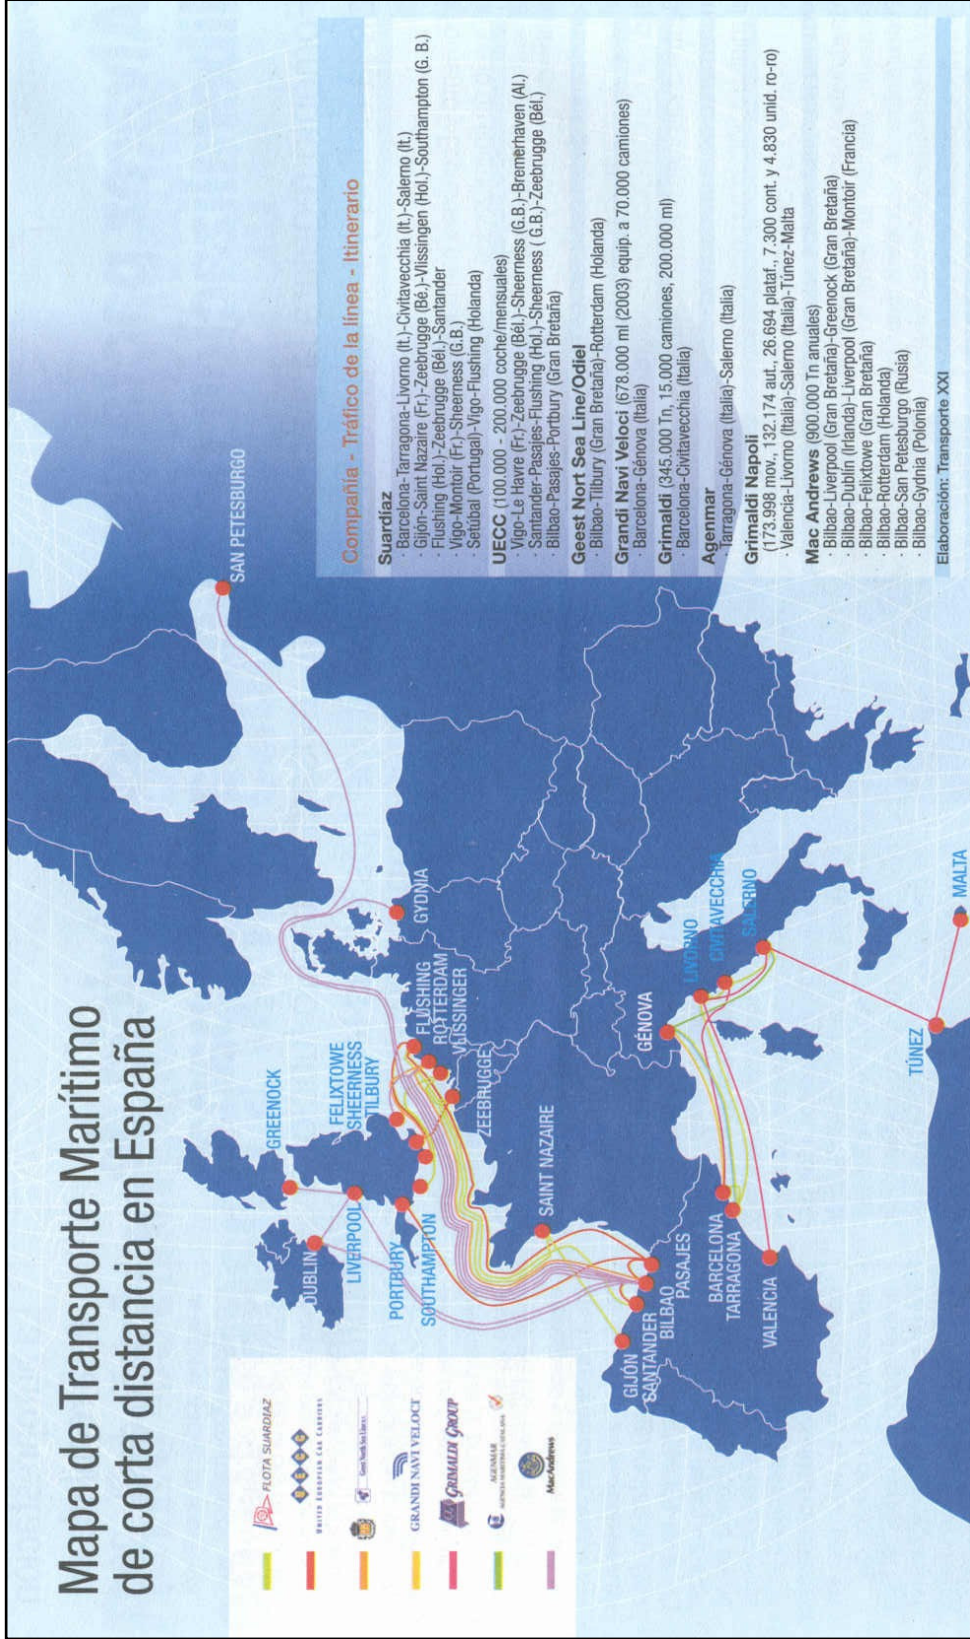 Mapa de Transporte Marítimo
de corta distancia en España
FLOTA SUARDIAZ
UECC
UNITED EUROPEAN CAR CARRIERS
GRANDI NAVI VELOCI
GRIMALDI GROUP
AGENMAR
MacAndrews
GREENOCK
DUBLIN
LIVERPOOL
FELIXTOWE
SHEERNESS
TILBURY
PORTBURY
SOUTHAMPTON
FLUSHING
ROTTERDAM
VLISSINGER
ZEEBRUGGE
GYDNIA
SAN PETESBURGO
SAINT NAZAIRE
GIJÓN
SANTANDER
BILBAO
PASAJES
BARCELONA
TARRAGONA
VALENCIA
GÉNOVA
LIVORNO
CIVITAVECCHIA
SALERNO
TÚNEZ
MALTA
Compañía - Tráfico de la línea - Itinerario
Suardíaz
· Barcelona-Tarragona-Livorno (It.)-Civitavecchia (It.)-Salerno (It.)
· Gijón-Saint Nazaire (Fr.)-Zeebrugge (Bé.)-Vlissingen (Hol.)-Southampton (G. B.)
· Flushing (Hol.)-Zeebrugge (Bél.)-Santander
· Vigo-Montoir (Fr.)-Sheerness (G.B.)
· Setúbal (Portugal)-Vigo-Flushing (Holanda)
UECC (100.000 - 200.000 coche/mensuales)
· Vigo-Le Havre (Fr.)-Zeebrugge (Bél.)-Sheerness (G.B.)-Bremerhaven (Al.)
· Santander-Pasajes-Flushing (Hol.)-Sheerness ( G.B.)-Zeebrugge (Bél.)
· Bilbao-Pasajes-Portbury (Gran Bretaña)
Geest Nort Sea Line/Odiel
· Bilbao-Tilbury (Gran Bretaña)-Rotterdam (Holanda)
Grandi Navi Veloci (678.000 ml (2003) equip. a 70.000 camiones)
· Barcelona-Génova (Italia)
Grimaldi (345.000 Tn, 15.000 camiones, 200.000 ml)
· Barcelona-Civitavecchia (Italia)
Agenmar
· Tarragona-Génova (Italia)-Salerno (Italia)
Grimaldi Napoli
(173.998 mov., 132.174 aut., 26.694 plataf., 7.300 cont. y 4.830 unid. ro-ro)
· Valencia-Livorno (Italia)-Salerno (Italia)-Túnez-Malta
Mac Andrews (900.000 Tn anuales)
· Bilbao-Liverpool (Gran Bretaña)-Greenock (Gran Bretaña)
· Bilbao-Dublín (Irlanda)-Liverpool (Gran Bretaña)-Montoir (Francia)
· Bilbao-Felixtowe (Gran Bretaña)
· Bilbao-Rotterdam (Holanda)
· Bilbao-San Petesburgo (Rusia)
· Bilbao-Gydnia (Polonia)
Elaboración: Transporte XXI